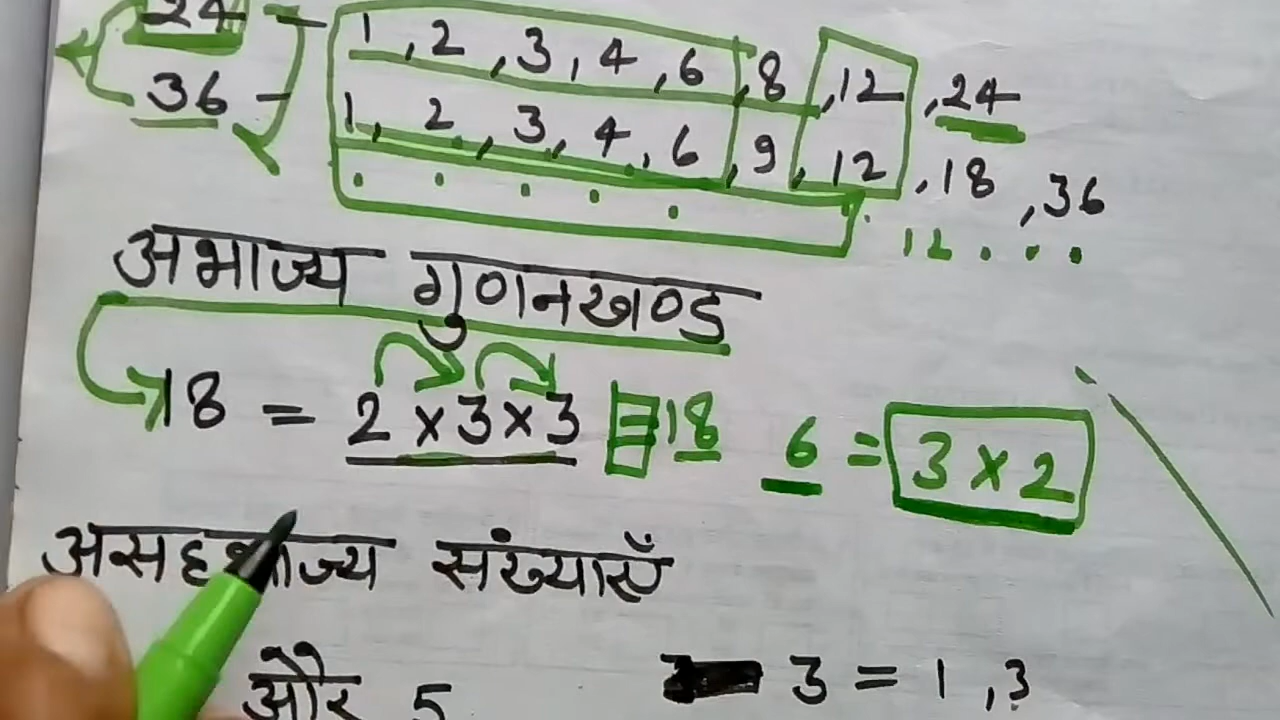 24 - 1, 2, 3, 4, 6, 8, 12, 24
36 - 1, 2, 3, 4, 6, 9, 12, 18, 36
12 . . .
अभाज्य गुणनखण्ड
18 = 2 × 3 × 3 18 6 = 3 × 2
असहभाज्य संख्याएँ
और 5 3 = 1, 3